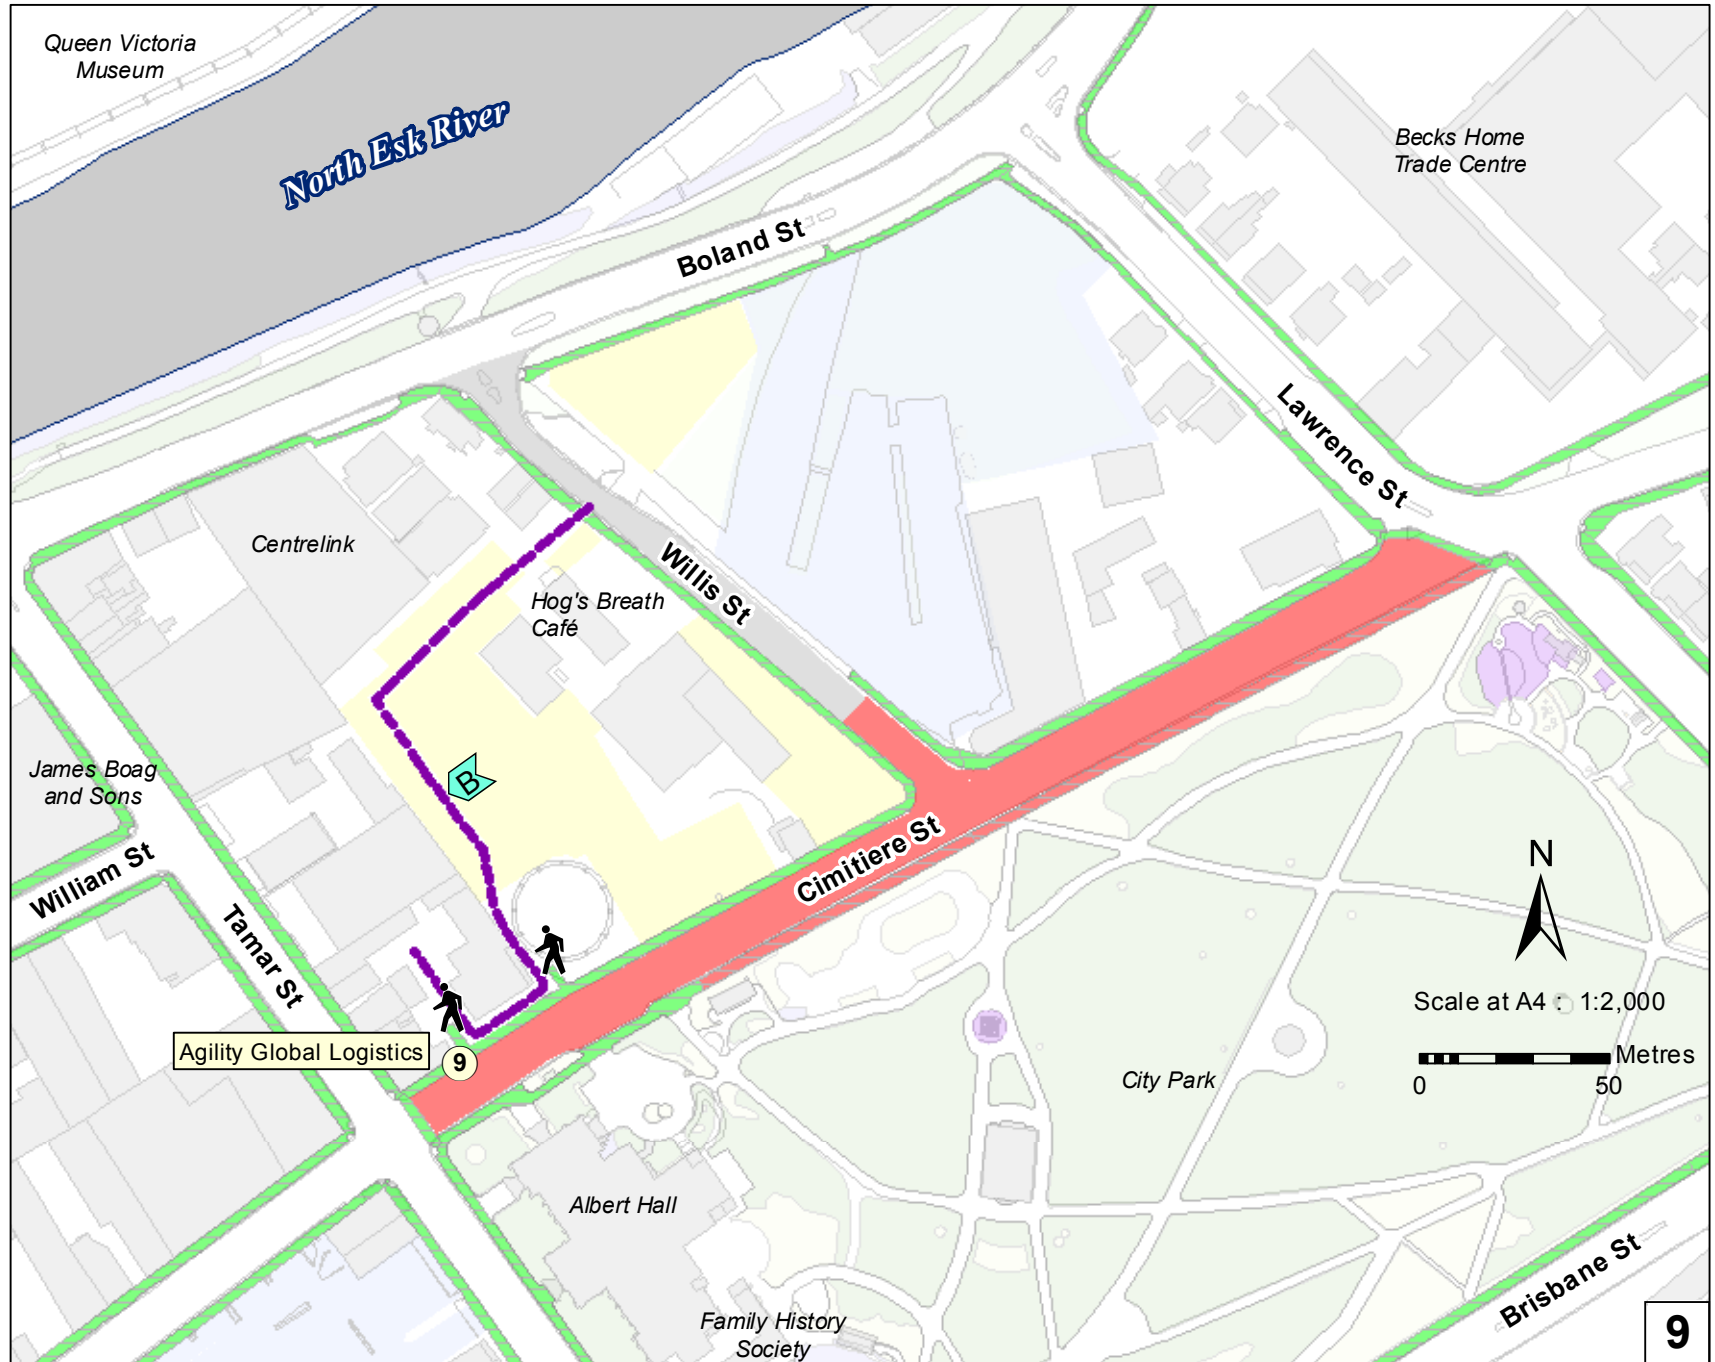 Queen Victoria
Museum
North Esk River
Becks Home
Trade Centre
Boland St
Lawrence St
Centrelink
Willis St
Hog's Breath
Café
James Boag
and Sons
B
William St
Cimitiere St
Tamar St
N
Scale at A4 : 1:2,000
Metres
0 50
Agility Global Logistics
9
City Park
Albert Hall
Brisbane St
Family History
Society
9